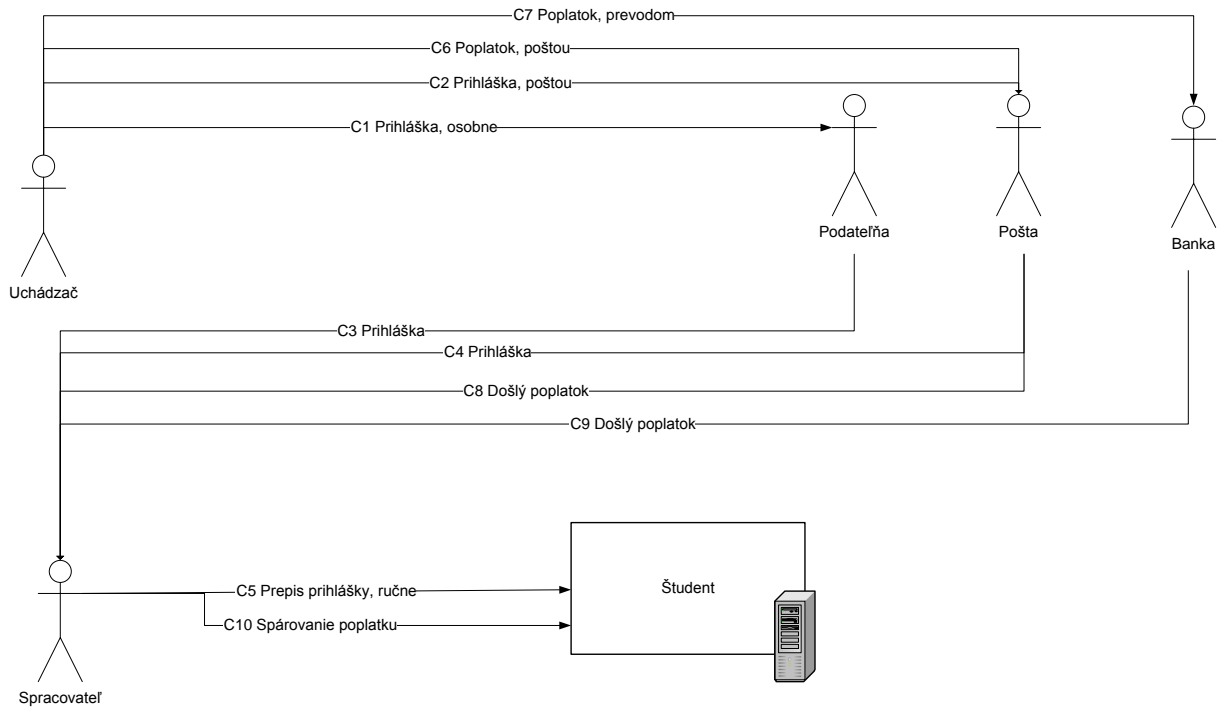 C7 Poplatok, prevodom
C6 Poplatok, poštou
C2 Prihláška, poštou
C1 Prihláška, osobne
Podateľňa
Pošta
Banka
Uchádzač
C3 Prihláška
C4 Prihláška
C8 Došlý poplatok
C9 Došlý poplatok
C5 Prepis prihlášky, ručne
Študent
C10 Spárovanie poplatku
Spracovateľ